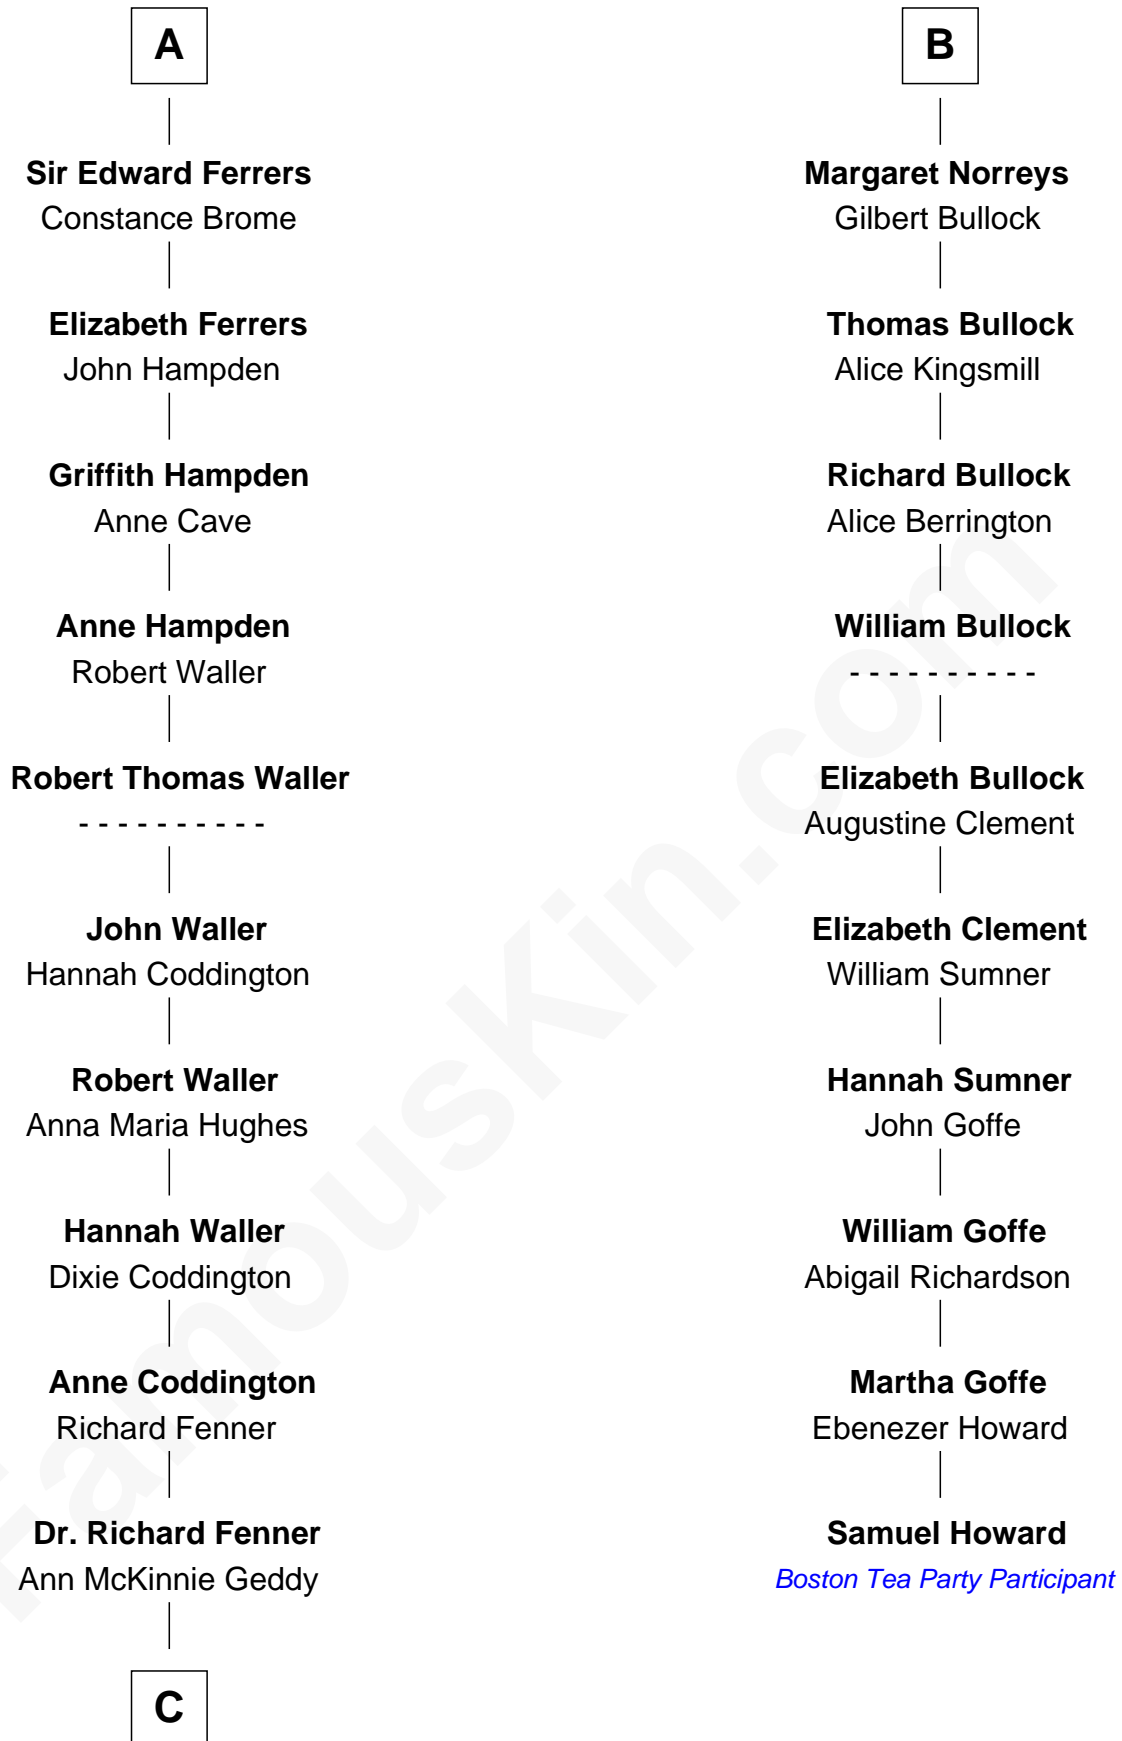 A
Sir Edward Ferrers
Constance Brome
Elizabeth Ferrers
John Hampden
Griffith Hampden
Anne Cave
Anne Hampden
Robert Waller
Robert Thomas Waller
- - - - - - - - - -
John Waller
Hannah Coddington
Robert Waller
Anna Maria Hughes
Hannah Waller
Dixie Coddington
Anne Coddington
Richard Fenner
Dr. Richard Fenner
Ann McKinnie Geddy
C
B
Margaret Norreys
Gilbert Bullock
Thomas Bullock
Alice Kingsmill
Richard Bullock
Alice Berrington
William Bullock
- - - - - - - - - -
Elizabeth Bullock
Augustine Clement
Elizabeth Clement
William Sumner
Hannah Sumner
John Goffe
William Goffe
Abigail Richardson
Martha Goffe
Ebenezer Howard
Samuel Howard
Boston Tea Party Participant
FamousKin.com